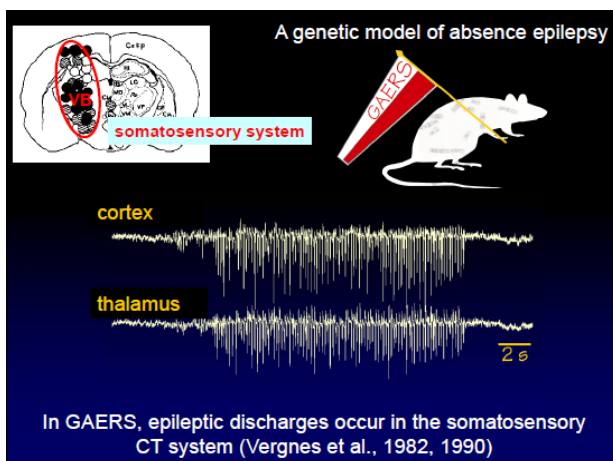 A genetic model of absence epilepsy
VB
somatosensory system
GAERS
cortex
thalamus
2 s
In GAERS, epileptic discharges occur in the somatosensory
CT system (Vergnes et al., 1982, 1990)